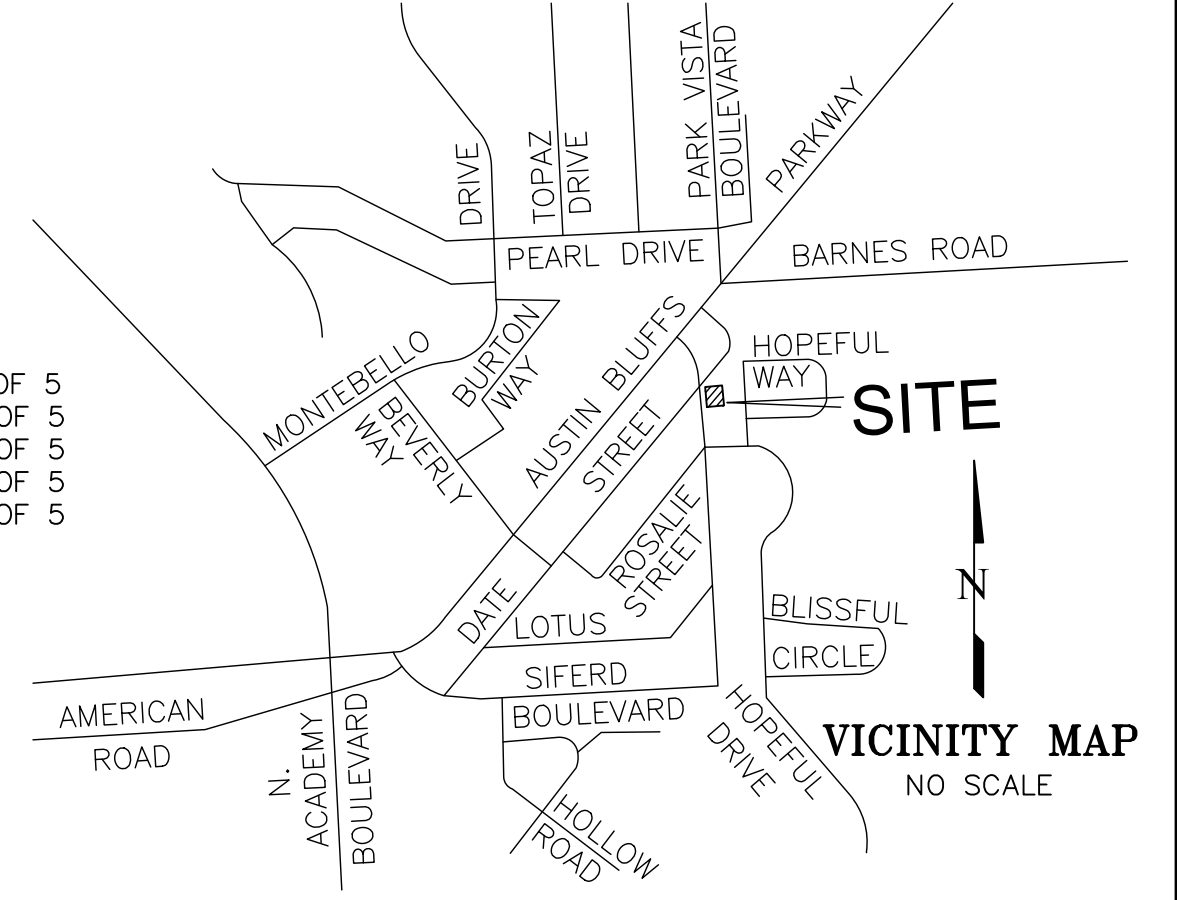 DRIVE
TOPAZ
DRIVE
PARK VISTA
BOULEVARD
PARKWAY
PEARL DRIVE
BARNES ROAD
MONTEBELLO
BURTON
WAY
AUSTIN BLUFFS
HOPEFUL
WAY
SITE
OF 5
OF 5
OF 5
OF 5
OF 5
BEVERLY
WAY
STREET
ROSALIE
STREET
N
DATE
LOTUS
BLISSFUL
CIRCLE
SIFERD
BOULEVARD
AMERICAN
ROAD
N.
ACADEMY
BOULEVARD
HOPEFUL
DRIVE
HOLLOW
ROAD
VICINITY MAP
NO SCALE